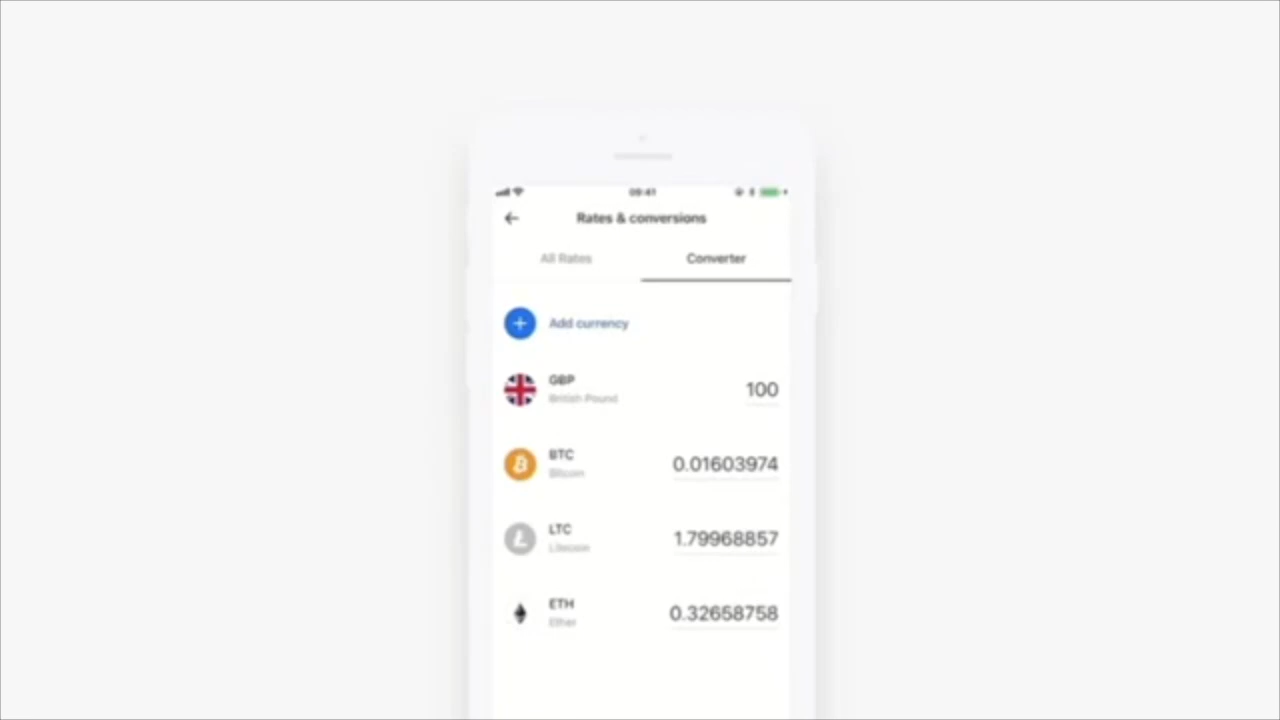 09:41
Rates & conversions
All Rates
Converter
Add currency
GBP
British Pound
100
BTC
Bitcoin
0.01603974
LTC
Litecoin
1.79968857
ETH
Ether
0.32658758